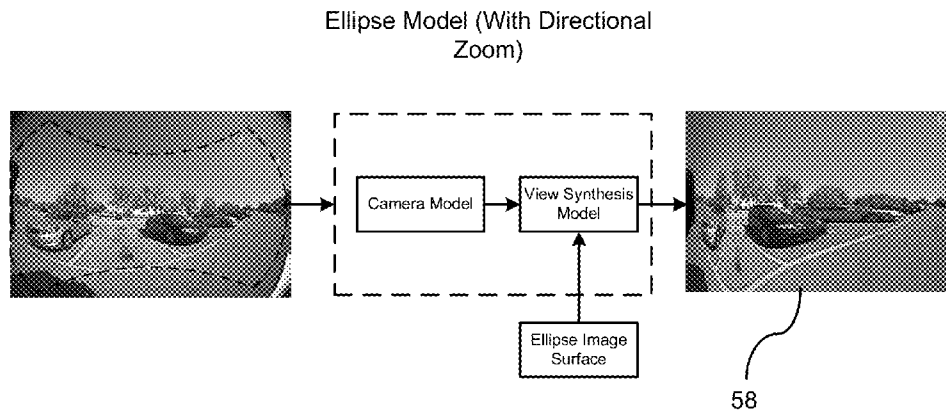 Ellipse Model (With Directional
Zoom)
Camera Model
View Synthesis
Model
Ellipse Image
Surface
58